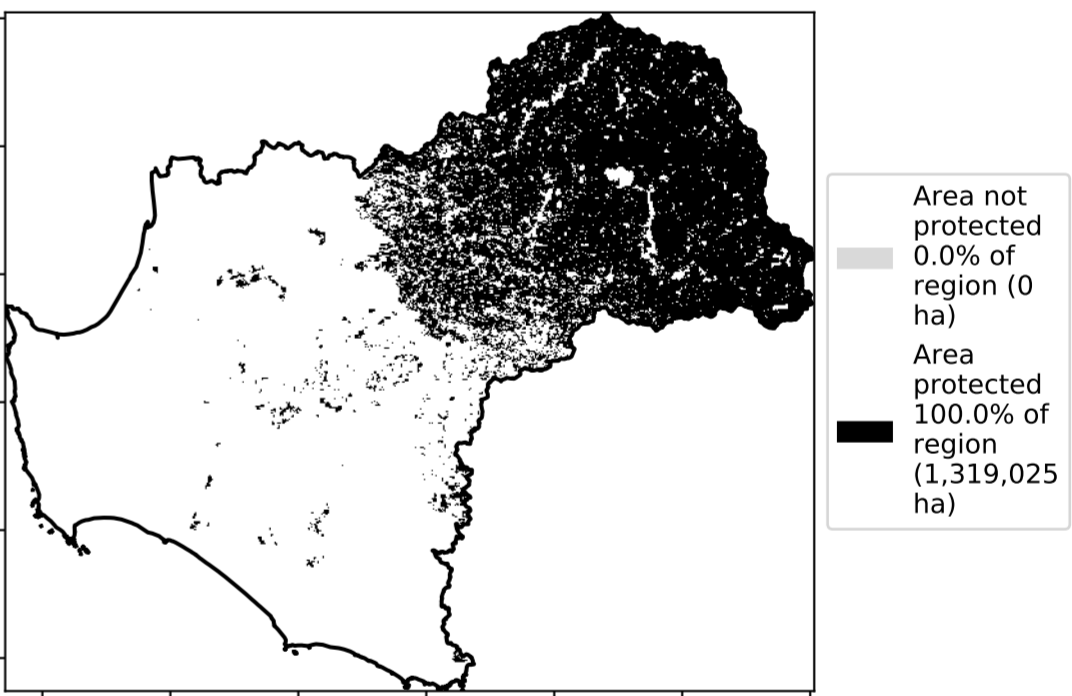 Area not
protected
0.0% of
region (0
ha)
Area
protected
100.0% of
region
(1,319,025
ha)